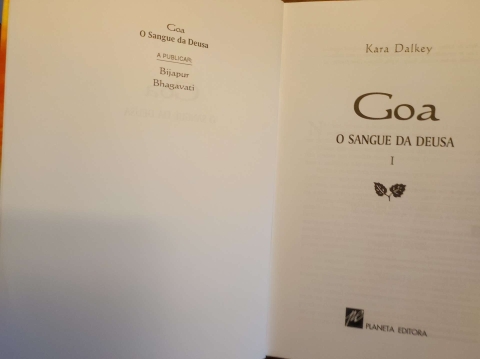 Goa
O Sangue da Deusa
A PUBLICAR:
Bijapur
Bhagavati
Kara Dalkey
Goa
O SANGUE DA DEUSA
I
PLANETA EDITORA